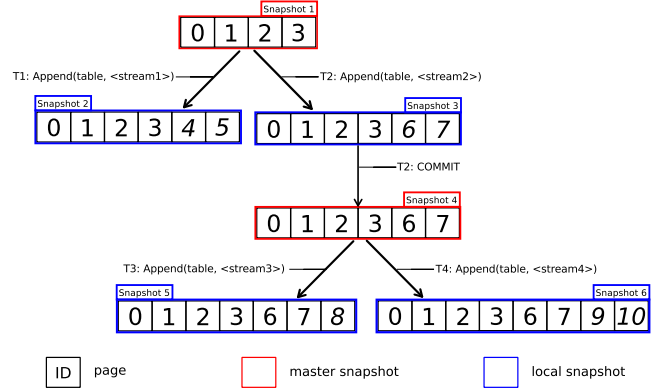 Snapshot 1
0 1 2 3
T1: Append(table, <stream1>)
T2: Append(table, <stream2>)
Snapshot 2
Snapshot 3
0 1 2 3 4 5
0 1 2 3 6 7
T2: COMMIT
Snapshot 4
0 1 2 3 6 7
T3: Append(table, <stream3>)
T4: Append(table, <stream4>)
Snapshot 5
Snapshot 6
0 1 2 3 6 7 8
0 1 2 3 6 7 9 10
ID page
master snapshot
local snapshot